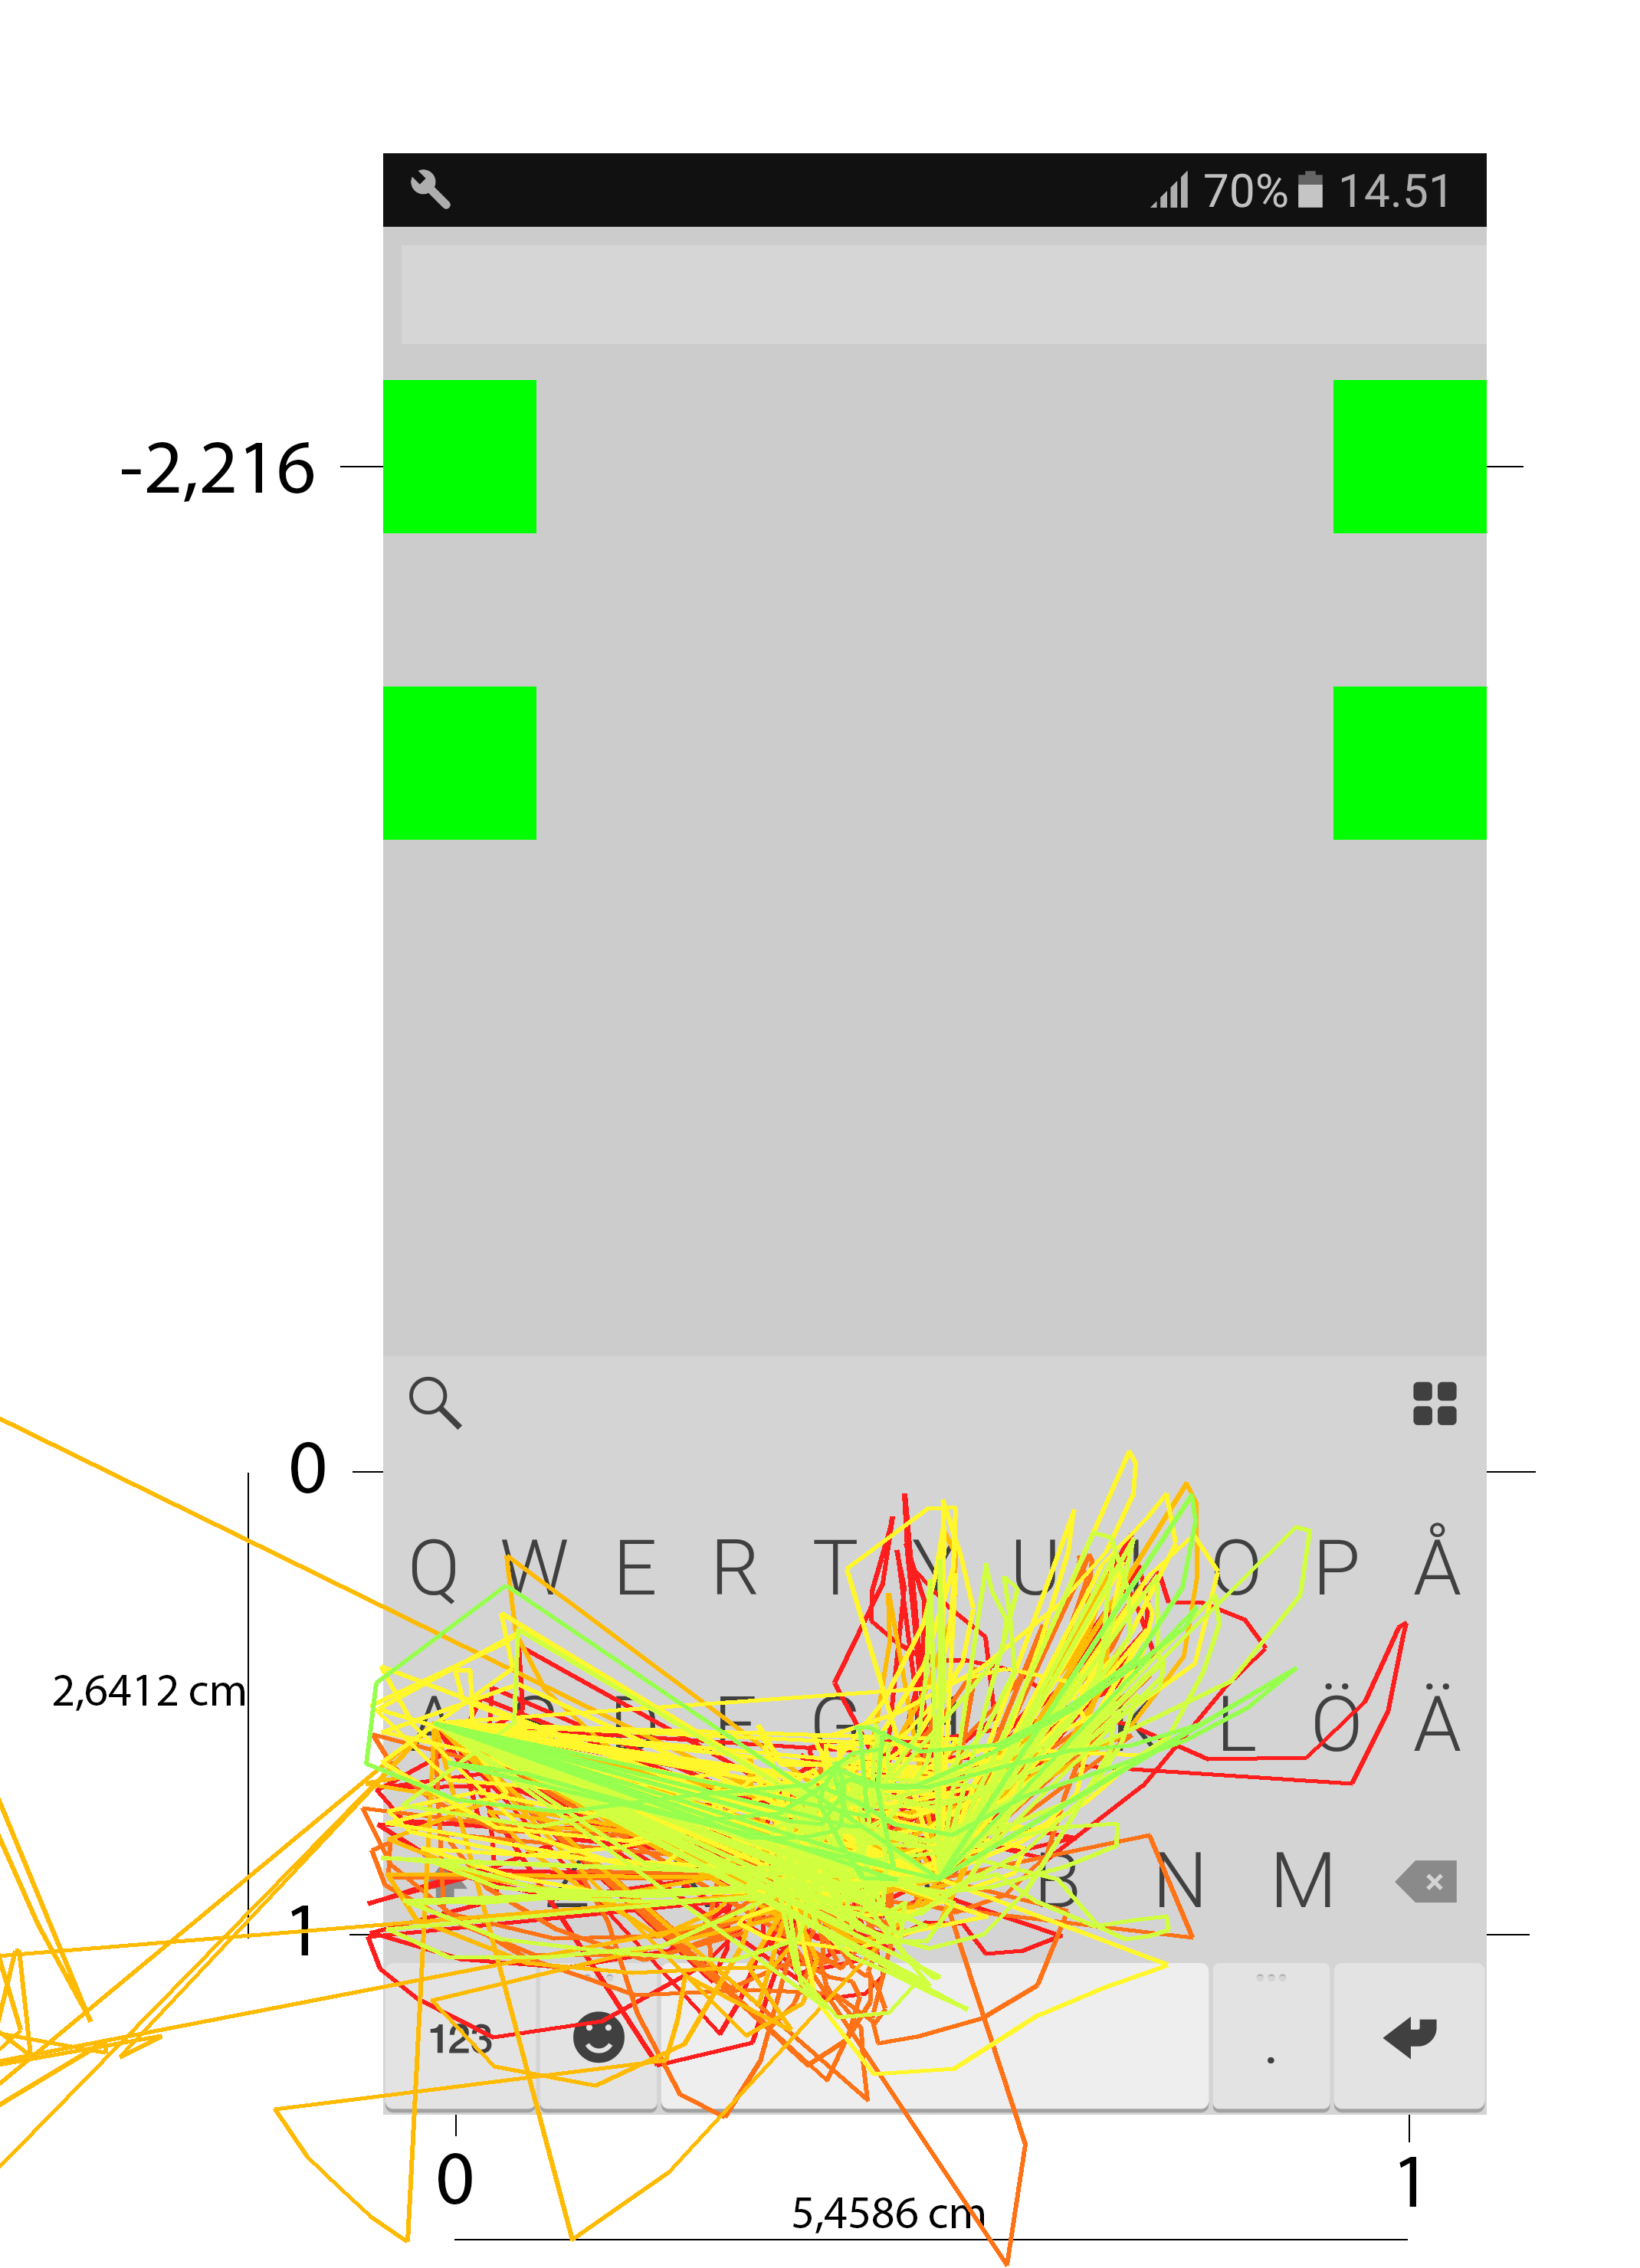 70% 14.51
-2,216
0
Q W E R T Y U I O P Å
2,6412 cm
A S D F G H K L Ö Ä
B N M
1
123 .
0 1
5,4586 cm